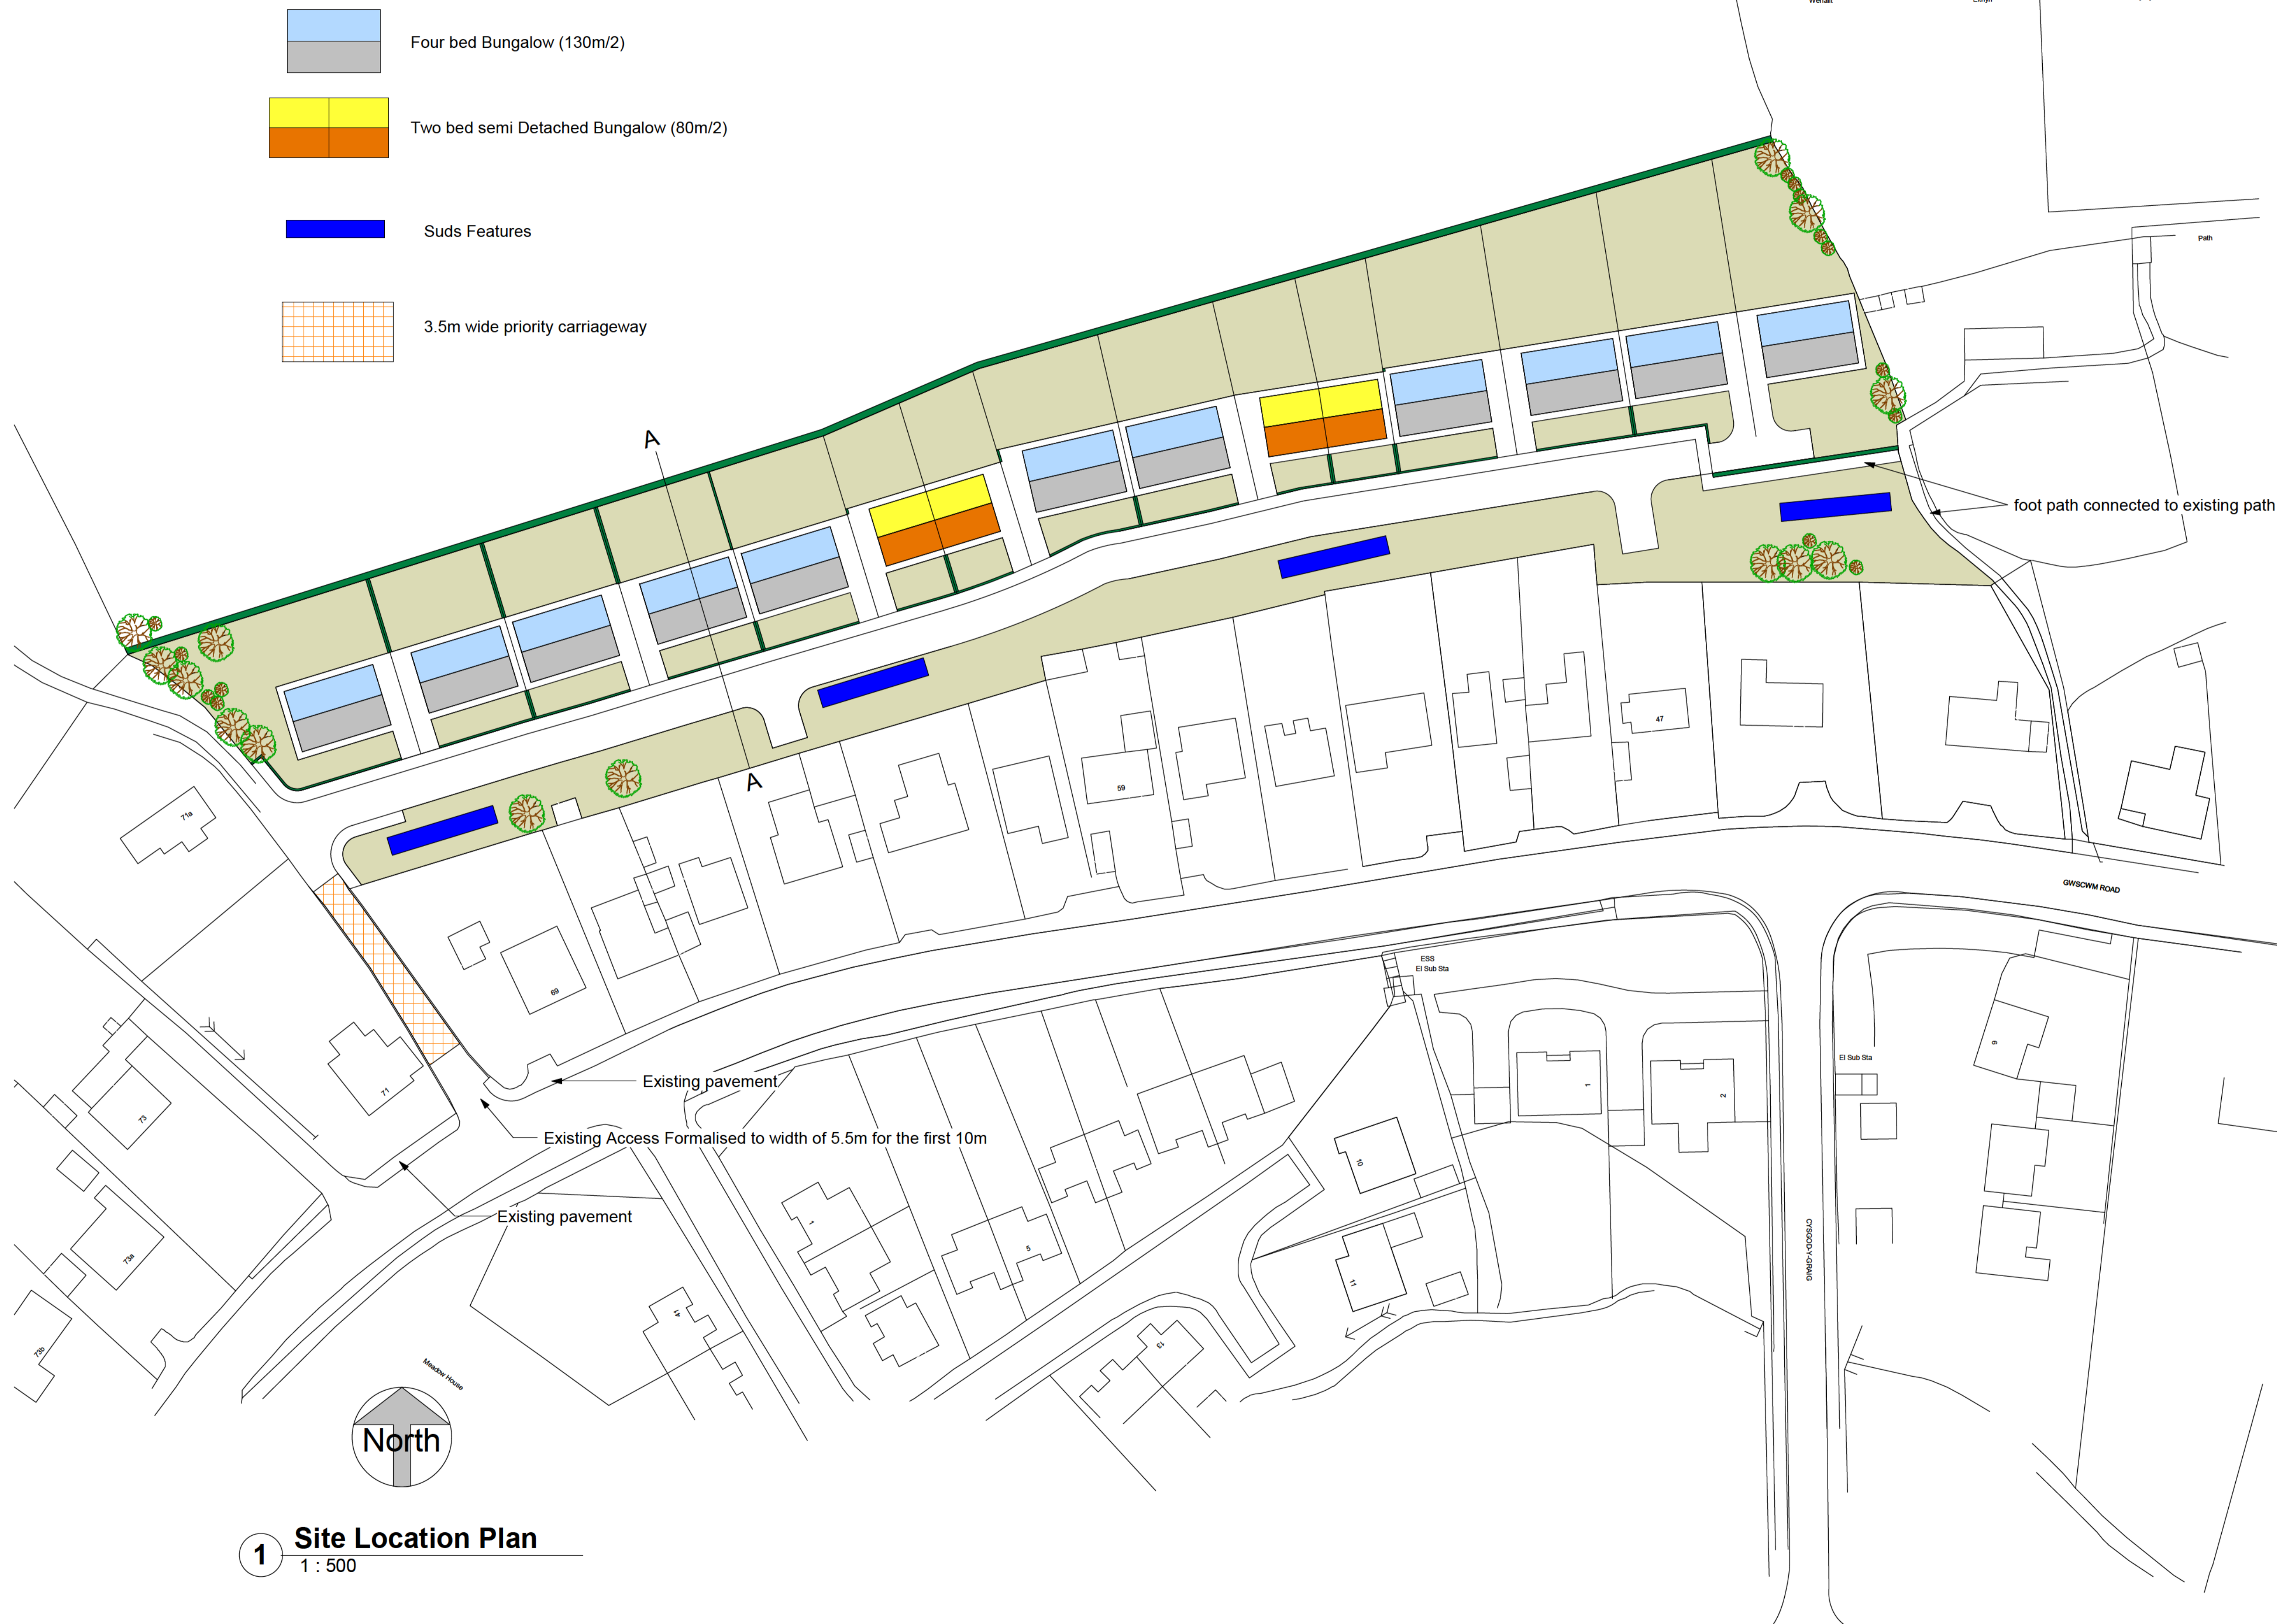 Four bed Bungalow (130m/2)
Two bed semi Detached Bungalow (80m/2)
Suds Features
3.5m wide priority carriageway
Path
A
foot path connected to existing path
A
47
59
71a
GWSCWM ROAD
69
ESS
El Sub Sta
El Sub Sta
9
Existing pavement
71
73
1
2
Existing Access Formalised to width of 5.5m for the first 10m
10
Existing pavement
1
5
73a
11
CYSGOD-Y-GRAIG
41
13
73b
Meadow House
North
1
Site Location Plan
1 : 500